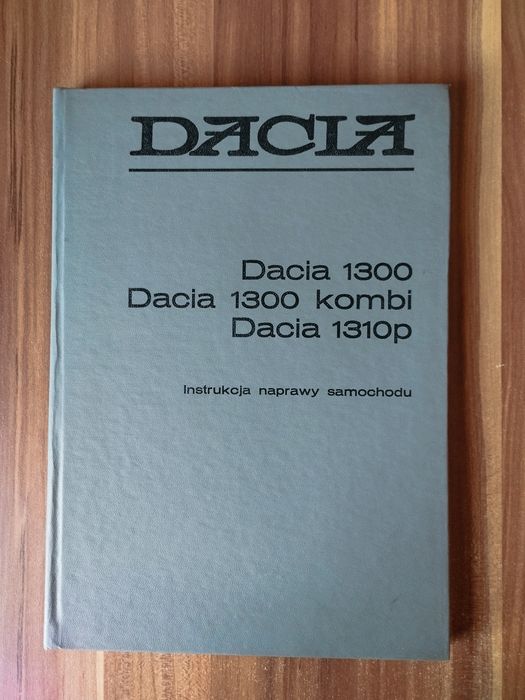 DACIA
Dacia 1300
Dacia 1300 kombi
Dacia 1310p
Instrukcja naprawy samochodu